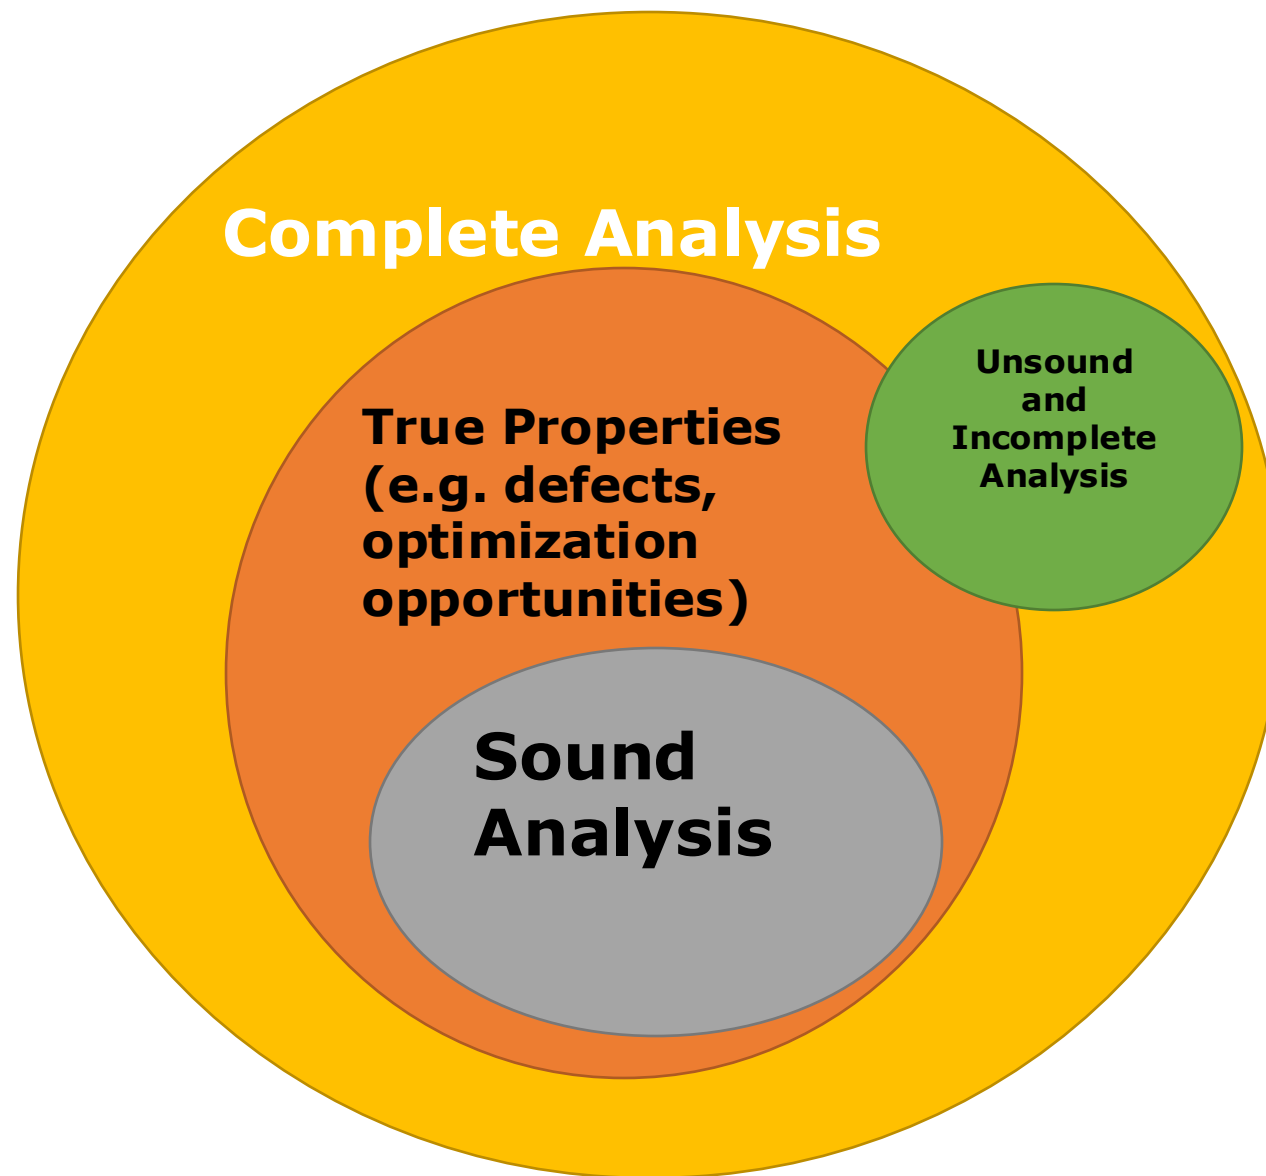 Complete Analysis
Unsound
and
Incomplete
Analysis
True Properties
(e.g. defects,
optimization
opportunities)
Sound
Analysis